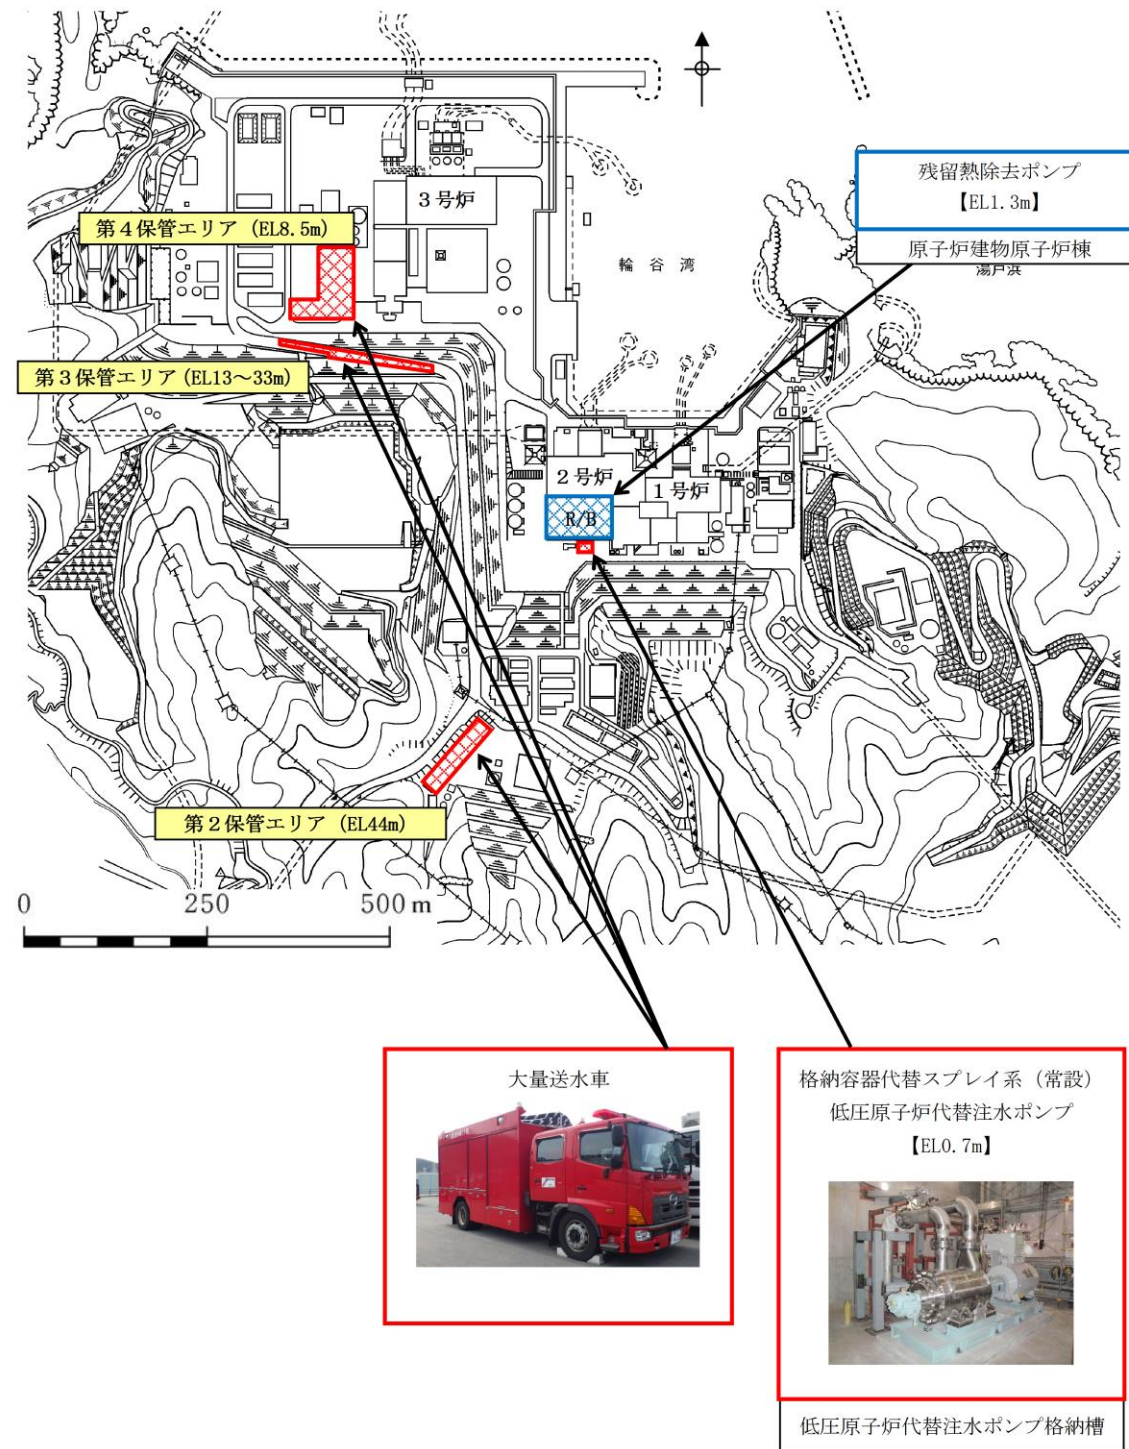 残留熱除去ポンプ
【EL1.3m】
原子炉建物原子炉棟
3号炉
第4保管エリア (EL8.5m)
輪谷湾
湯戸浜
第3保管エリア (EL13～33m)
2号炉
1号炉
R/B
第2保管エリア (EL44m)
0 250 500m
大量送水車
格納容器代替スプレイ系（常設）
低圧原子炉代替注水ポンプ
【EL0.7m】
低圧原子炉代替注水ポンプ格納槽